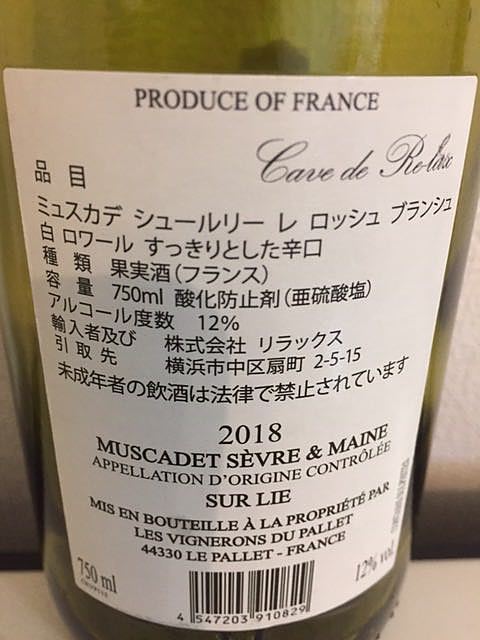 PRODUCE OF FRANCE
Cave de Re-lax
品 目
ミュスカデ シュールリー レ ロッシュ ブランシュ
白 ロワール すっきりとした辛口
種 類 果実酒(フランス)
容 量 750ml 酸化防止剤(亜硫酸塩)
アルコール度数 12%
輸入者及び 株式会社 リラックス
引 取 先 横浜市中区扇町 2-5-15
未成年者の飲酒は法律で禁止されています
2018
MUSCADET SÈVRE & MAINE
APPELLATION D'ORIGINE CONTRÔLÉE
SUR LIE
MIS EN BOUTEILLE À LA PROPRIÉTÉ PAR
LES VIGNERONS DU PALLET
44330 LE PALLET - FRANCE
750 ml
12% vol.
4 547203 910829